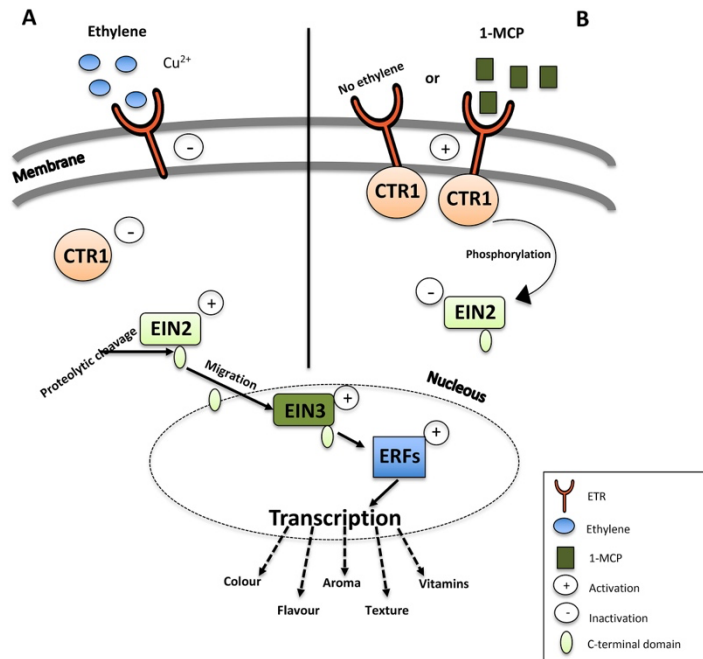 A
B
Ethylene
Cu2+
1-MCP
No ethylene
or
-
+
Membrane
CTR1
CTR1
CTR1
-
Phosphorylation
-
EIN2
+
EIN2
Proteolytic cleavage
Migration
Nucleous
+
EIN3
+
ERFs
Transcription
Colour
Aroma
Vitamins
Flavour
Texture
ETR
Ethylene
1-MCP
+ Activation
- Inactivation
C-terminal domain